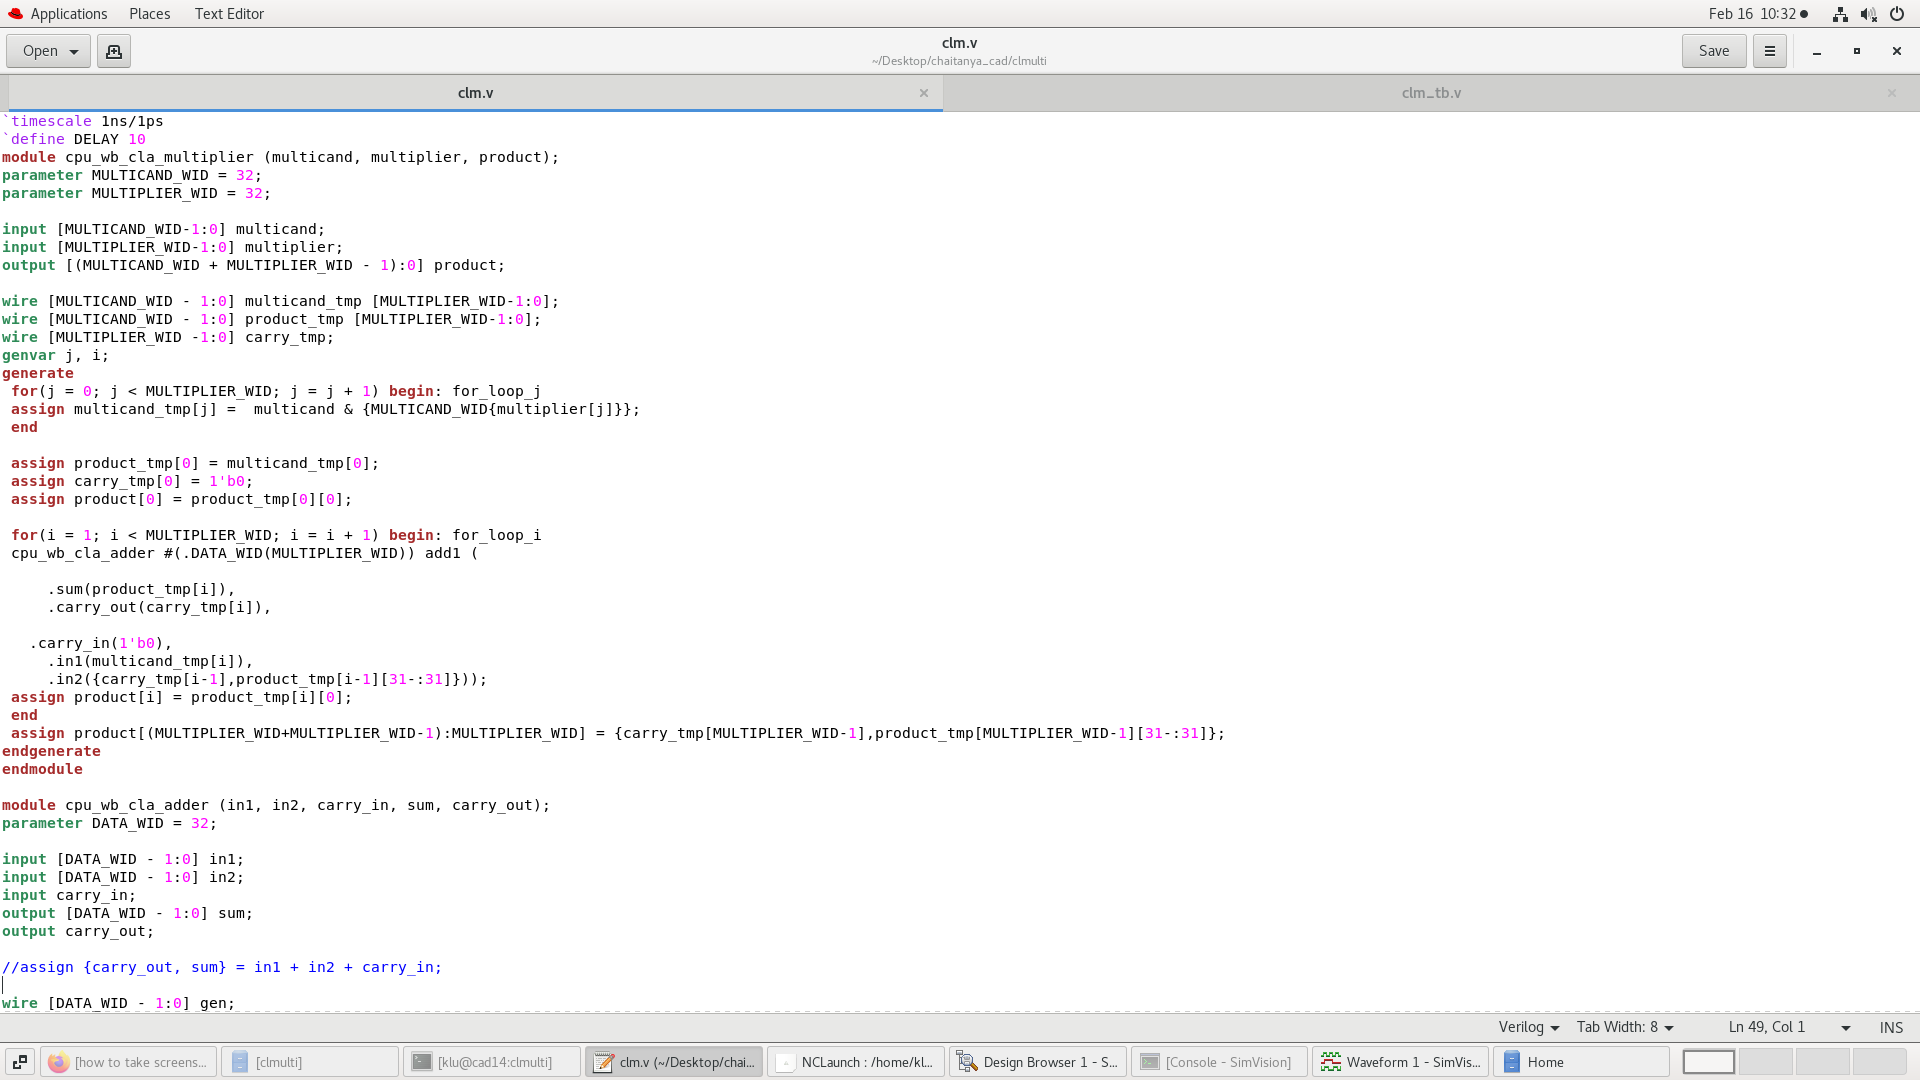 Applications Places Text Editor Feb 16 10:32
Open clm.v Save
~/Desktop/chaitanya_cad/clmulti
clm.v clm_tb.v
`timescale 1ns/1ps
`define DELAY 10
module cpu_wb_cla_multiplier (multicand, multiplier, product);
parameter MULTICAND_WID = 32;
parameter MULTIPLIER_WID = 32;
input [MULTICAND_WID-1:0] multicand;
input [MULTIPLIER_WID-1:0] multiplier;
output [(MULTICAND_WID + MULTIPLIER_WID - 1):0] product;
wire [MULTICAND_WID - 1:0] multicand_tmp [MULTIPLIER_WID-1:0];
wire [MULTICAND_WID - 1:0] product_tmp [MULTIPLIER_WID-1:0];
wire [MULTIPLIER_WID -1:0] carry_tmp;
genvar j, i;
generate
for(j = 0; j < MULTIPLIER_WID; j = j + 1) begin: for_loop_j
assign multicand_tmp[j] =  multicand & {MULTICAND_WID{multiplier[j]}};
end
assign product_tmp[0] = multicand_tmp[0];
assign carry_tmp[0] = 1'b0;
assign product[0] = product_tmp[0][0];
for(i = 1; i < MULTIPLIER_WID; i = i + 1) begin: for_loop_i
cpu_wb_cla_adder #(.DATA_WID(MULTIPLIER_WID)) add1 (
.sum(product_tmp[i]),
.carry_out(carry_tmp[i]),
.carry_in(1'b0),
.in1(multicand_tmp[i]),
.in2({carry_tmp[i-1],product_tmp[i-1][31-:31]}));
assign product[i] = product_tmp[i][0];
end
assign product[(MULTIPLIER_WID+MULTIPLIER_WID-1):MULTIPLIER_WID] = {carry_tmp[MULTIPLIER_WID-1],product_tmp[MULTIPLIER_WID-1][31-:31]};
endgenerate
endmodule
module cpu_wb_cla_adder (in1, in2, carry_in, sum, carry_out);
parameter DATA_WID = 32;
input [DATA_WID - 1:0] in1;
input [DATA_WID - 1:0] in2;
input carry_in;
output [DATA_WID - 1:0] sum;
output carry_out;
//assign {carry_out, sum} = in1 + in2 + carry_in;
wire [DATA_WID - 1:0] gen;
Verilog Tab Width: 8 Ln 49, Col 1 INS
[how to take screens... [clmulti] [klu@cad14:clmulti] clm.v (~/Desktop/chai... NCLaunch : /home/kl... Design Browser 1 - S... [Console - SimVision] Waveform 1 - SimVis... Home